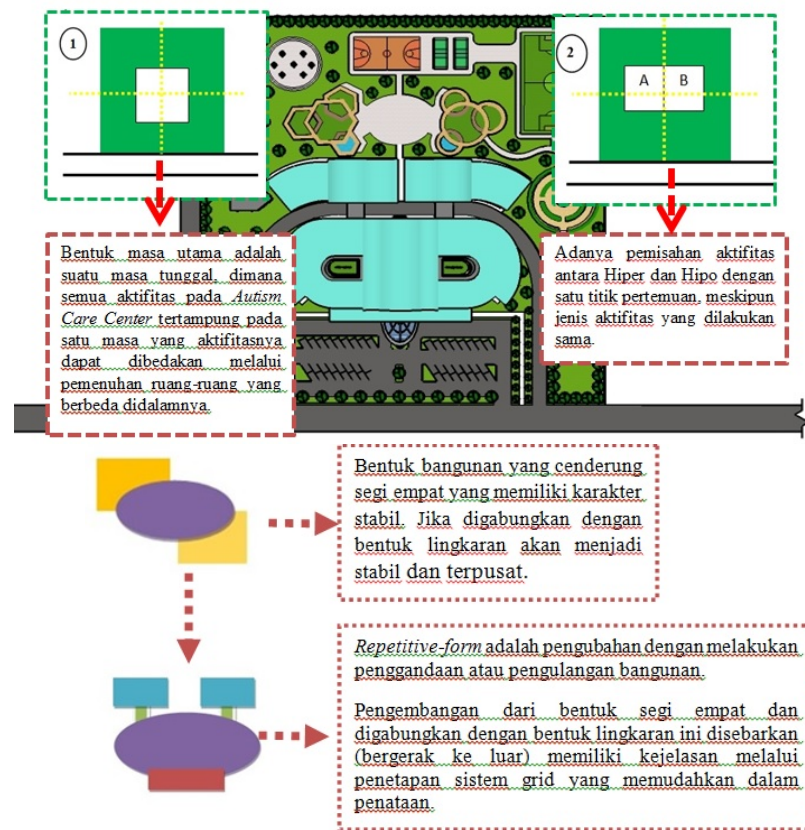 1
2
A B
Bentuk masa utama adalah
suatu masa tunggal, dimana
semua aktifitas pada Autism
Care Center tertampung pada
satu masa yang aktifitasnya
dapat dibedakan melalui
pemenuhan ruang-ruang yang
berbeda didalamnya.
Adanya pemisahan aktifitas
antara Hiper dan Hipo dengan
satu titik pertemuan, meskipun
jenis aktifitas yang dilakukan
sama.
Bentuk bangunan yang cenderung
segi empat yang memiliki karakter
stabil. Jika digabungkan dengan
bentuk lingkaran akan menjadi
stabil dan terpusat.
Repetitive-form adalah pengubahan dengan melakukan
penggandaan atau pengulangan bangunan.
Pengembangan dari bentuk segi empat dan
digabungkan dengan bentuk lingkaran ini disebarkan
(bergerak ke luar) memiliki kejelasan melalui
penetapan sistem grid yang memudahkan dalam
penataan.